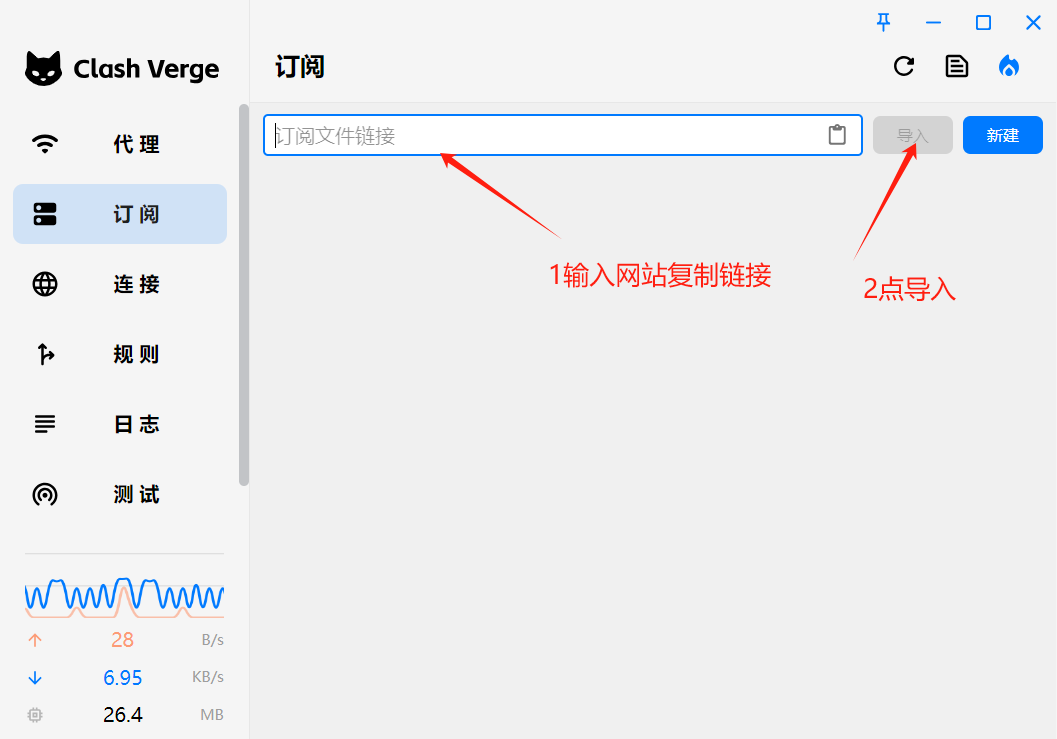 Clash Verge
订阅
代理
订阅
连接
规则
日志
测试
订阅文件链接
导入
新建
1输入网站复制链接
2点导入
28 B/s
6.95 KB/s
26.4 MB